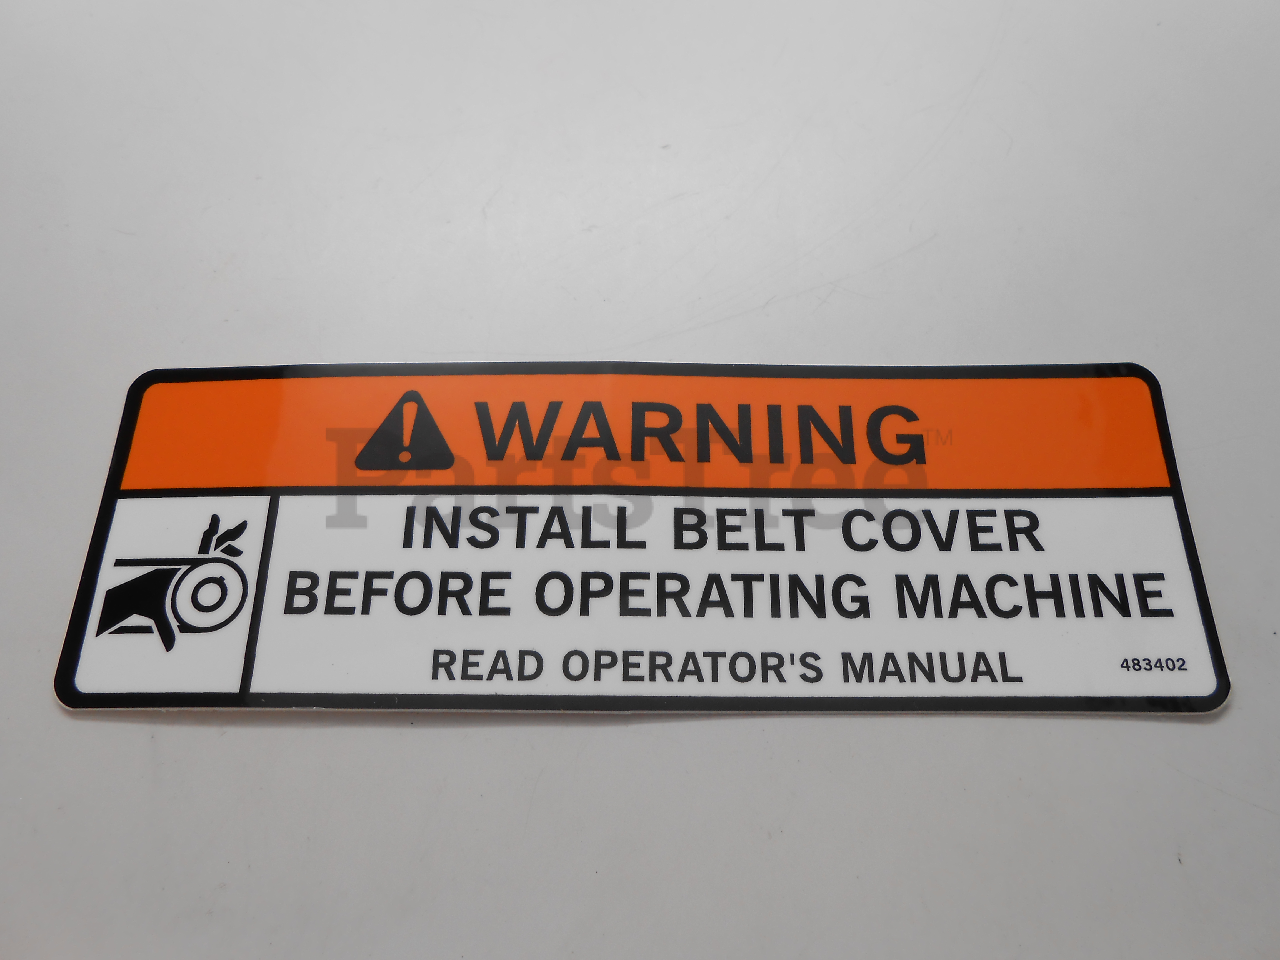 WARNING
PartsTree™
INSTALL BELT COVER
BEFORE OPERATING MACHINE
READ OPERATOR'S MANUAL
483402